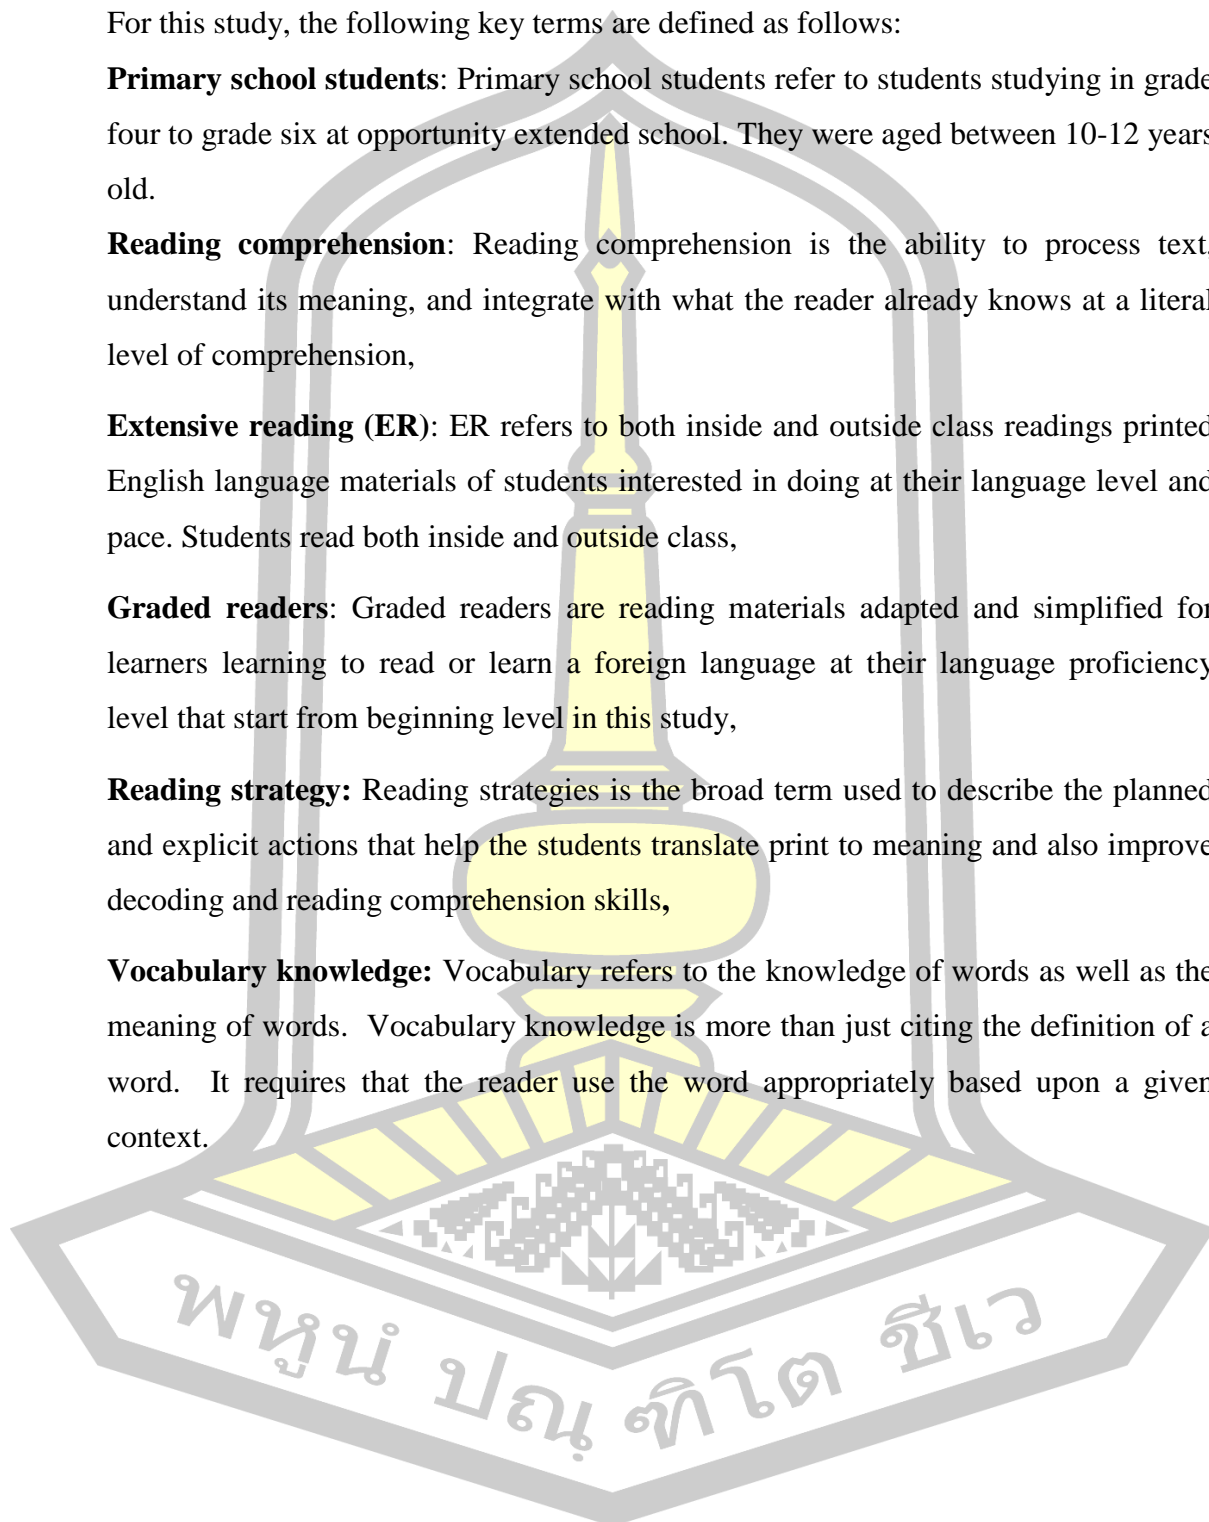 For this study, the following key terms are defined as follows:
Primary school students: Primary school students refer to students studying in grade
four to grade six at opportunity extended school. They were aged between 10-12 years
old.
Reading comprehension: Reading comprehension is the ability to process text,
understand its meaning, and integrate with what the reader already knows at a literal
level of comprehension,
Extensive reading (ER): ER refers to both inside and outside class readings printed
English language materials of students interested in doing at their language level and
pace. Students read both inside and outside class,
Graded readers: Graded readers are reading materials adapted and simplified for
learners learning to read or learn a foreign language at their language proficiency
level that start from beginning level in this study,
Reading strategy: Reading strategies is the broad term used to describe the planned
and explicit actions that help the students translate print to meaning and also improve
decoding and reading comprehension skills,
Vocabulary knowledge: Vocabulary refers to the knowledge of words as well as the
meaning of words. Vocabulary knowledge is more than just citing the definition of a
word. It requires that the reader use the word appropriately based upon a given
context.
พหูนํ ปณฺฑิโต ชีเว